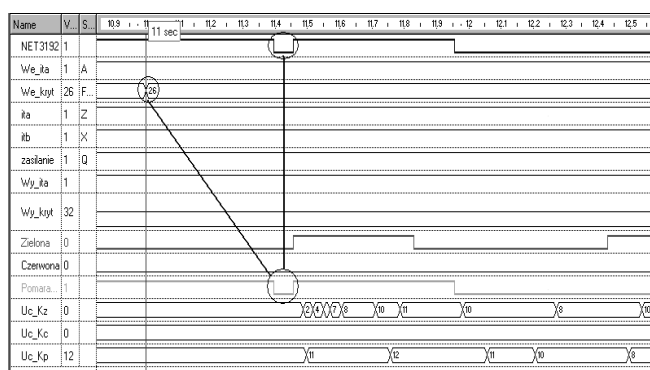 Name V... S... 10,9 11 11,2 11,3 11,4 11,5 11,6 11,7 11,8 11,9 12 12,1 12,2 12,3 12,4 12,5
11 sec
NET3192 1
We_ita 1 A
We_kryt 26 F... 26
ita 1 Z
itb 1 X
zasilanie 1 Q
Wy_ita 1
Wy_kryt 32
Zielona 0
Czerwona 0
Pomara... 1
Uc_Kz 0 2 4 7 8 10 11 10 8 10
Uc_Kc 0
Uc_Kp 12 11 12 11 10 8